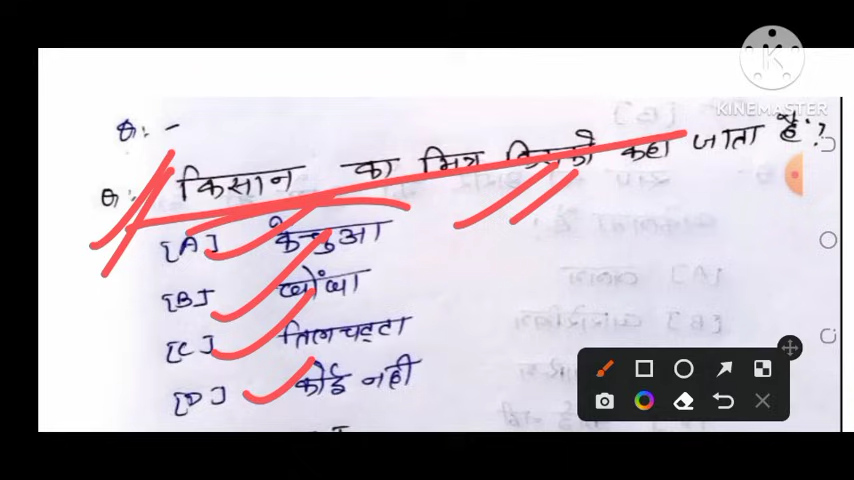 KINEMASTER
Q: -
Q: किसान का मित्र किसको कहा जाता है ?
[A] केंचुआ
[B] घोंघा
[C] तिलचट्टा
[D] कोई नही